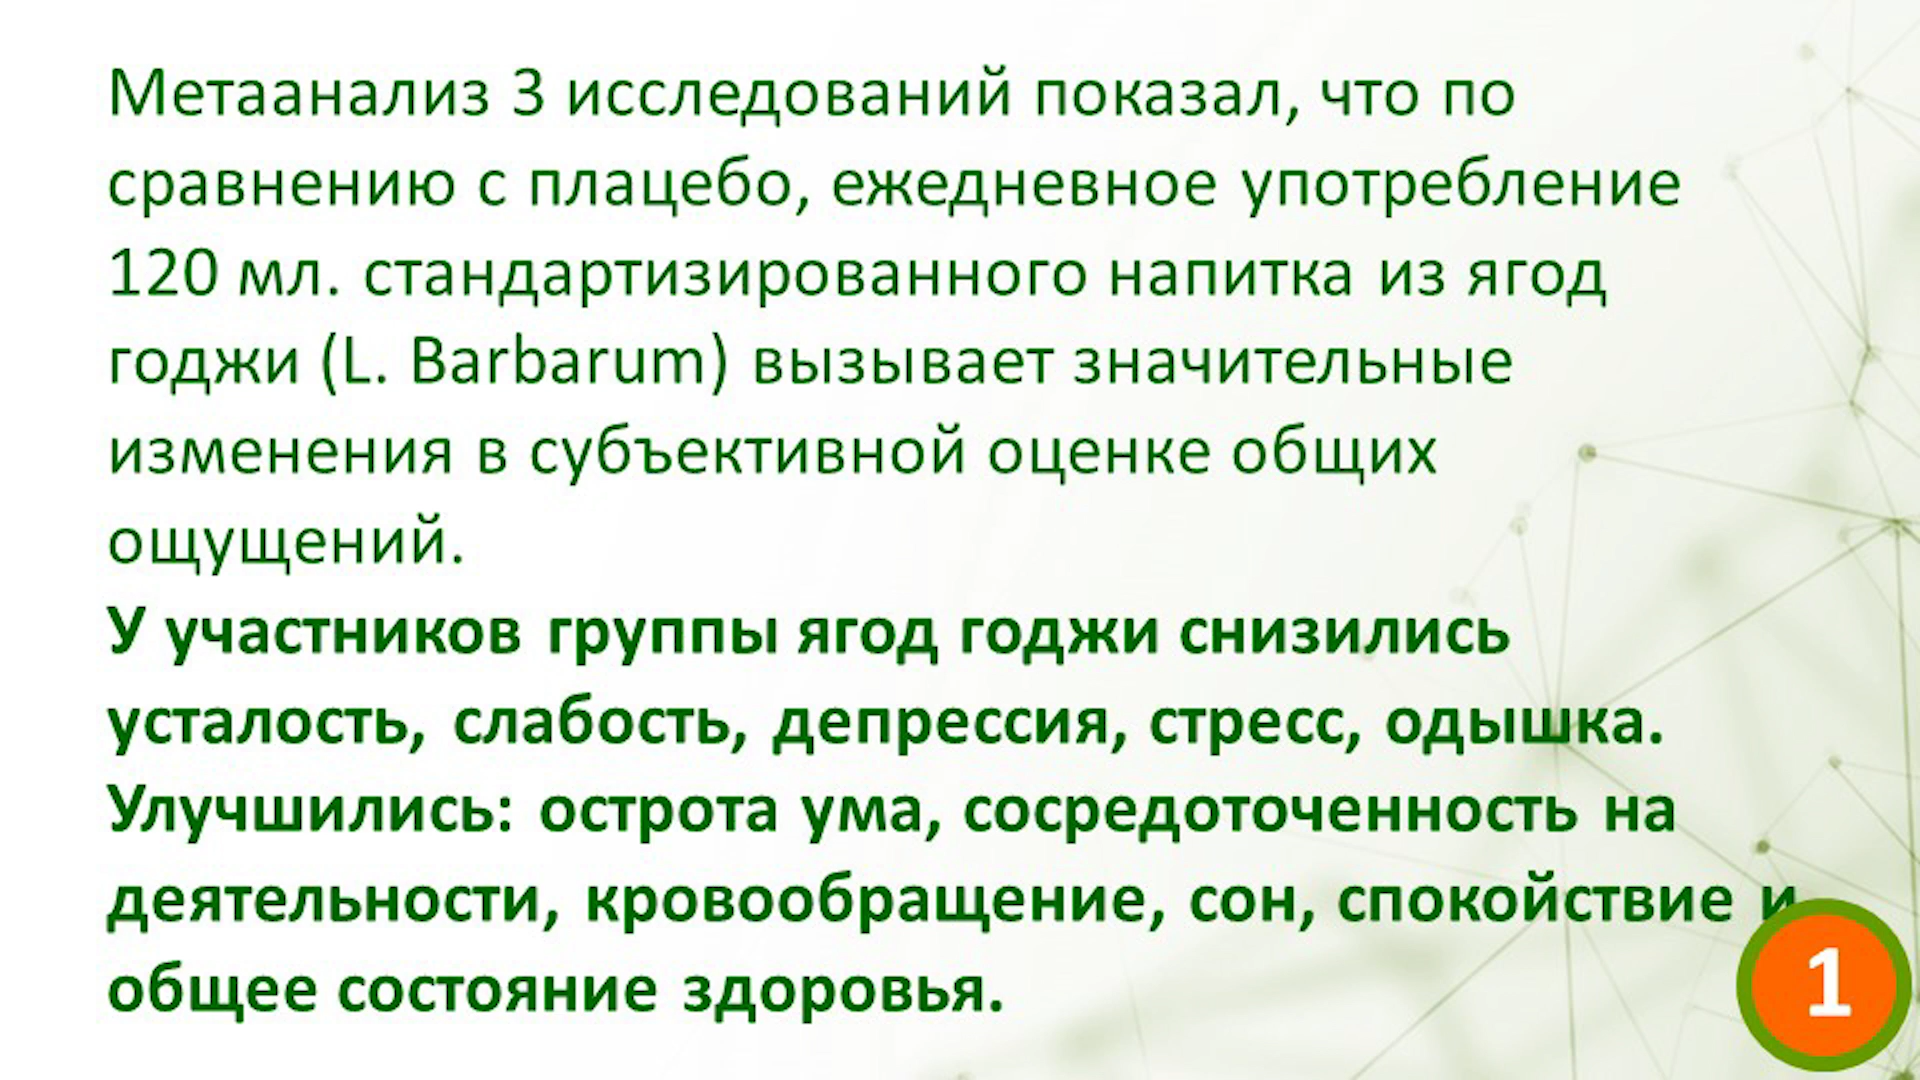 Метаанализ 3 исследований показал, что по
сравнению с плацебо, ежедневное употребление
120 мл. стандартизированного напитка из ягод
годжи (L. Barbarum) вызывает значительные
изменения в субъективной оценке общих
ощущений.
У участников группы ягод годжи снизились
усталость, слабость, депрессия, стресс, одышка.
Улучшились: острота ума, сосредоточенность на
деятельности, кровообращение, сон, спокойствие и
общее состояние здоровья.
1